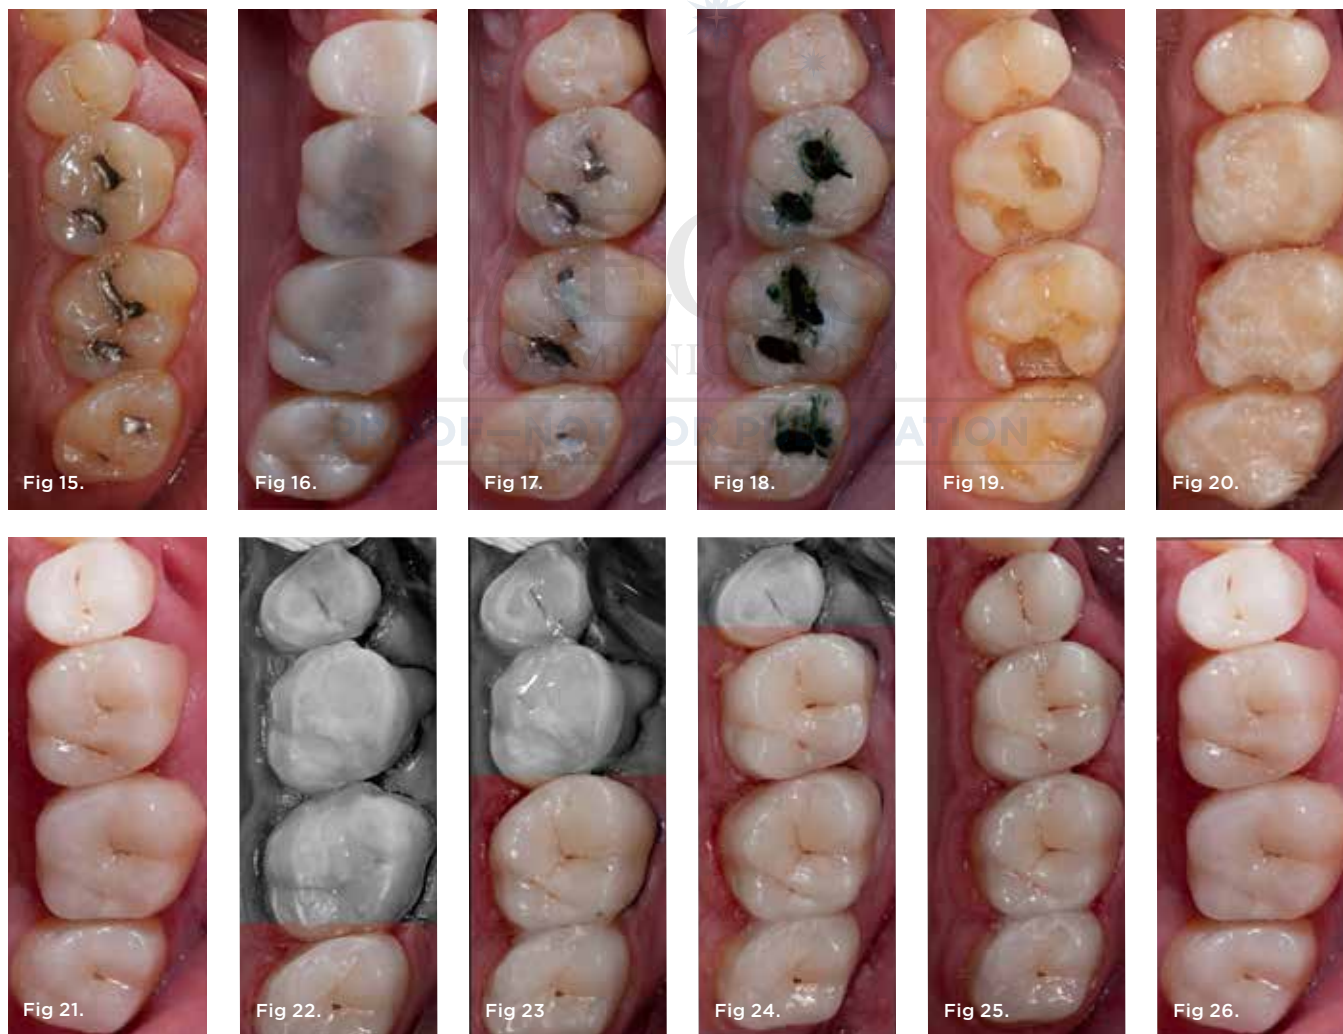 Fig 15.
Fig 16.
Fig 17.
Fig 18.
Fig 19.
Fig 20.
PROOF—NOT FOR PUBLICATION
Fig 21.
Fig 22.
Fig 23
Fig 24.
Fig 25.
Fig 26.